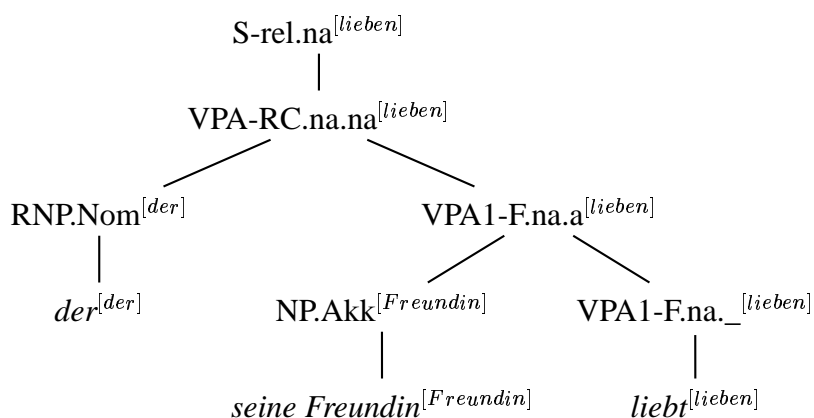 S-rel.na[lieben]
VPA-RC.na.na[lieben]
RNP.Nom[der] VPA1-F.na.a[lieben]
der[der] NP.Akk[Freundin] VPA1-F.na._[lieben]
seine Freundin[Freundin] liebt[lieben]